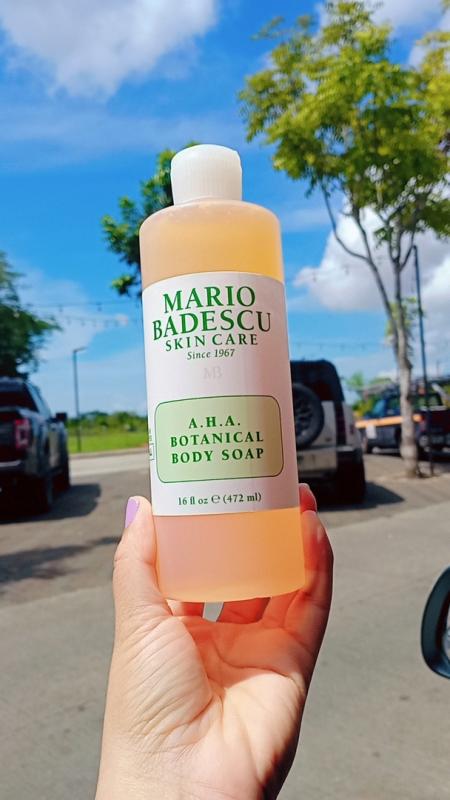 MARIO
BADESCU
SKIN CARE
Since 1967
MB
A.H.A.
BOTANICAL
BODY SOAP
16 fl oz ℮ (472 ml)